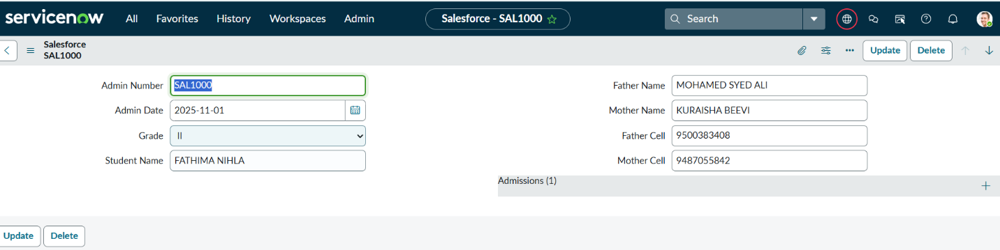 servicenow All Favorites History Workspaces Admin Salesforce - SAL1000 Search
Salesforce
SAL1000
Update Delete
Admin Number SAL1000
Father Name MOHAMED SYED ALI
Admin Date 2025-11-01
Mother Name KURAISHA BEEVI
Grade II
Father Cell 9500383408
Student Name FATHIMA NIHLA
Mother Cell 9487055842
Admissions (1)
Update Delete